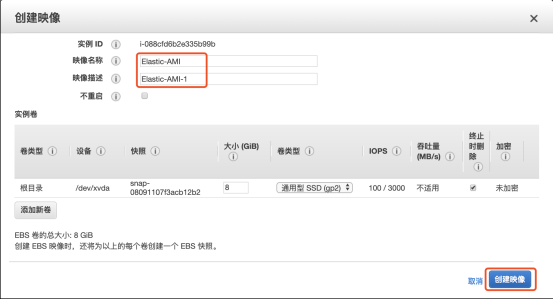 创建映像
实例 ID i-088cfd6b2e335b99b
映像名称 Elastic-AMI
映像描述 Elastic-AMI-1
不重启
实例卷
卷类型 设备 快照 大小 (GiB) 卷类型 IOPS 吞吐量 (MB/s) 终止时删除 加密
根目录 /dev/xvda snap-08091107f3acb12b2 8 通用型 SSD (gp2) 100 / 3000 不适用 未加密
添加新卷
EBS 卷的总大小: 8 GiB
创建 EBS 映像时，还将为以上的每个卷创建一个 EBS 快照。
取消 创建映像